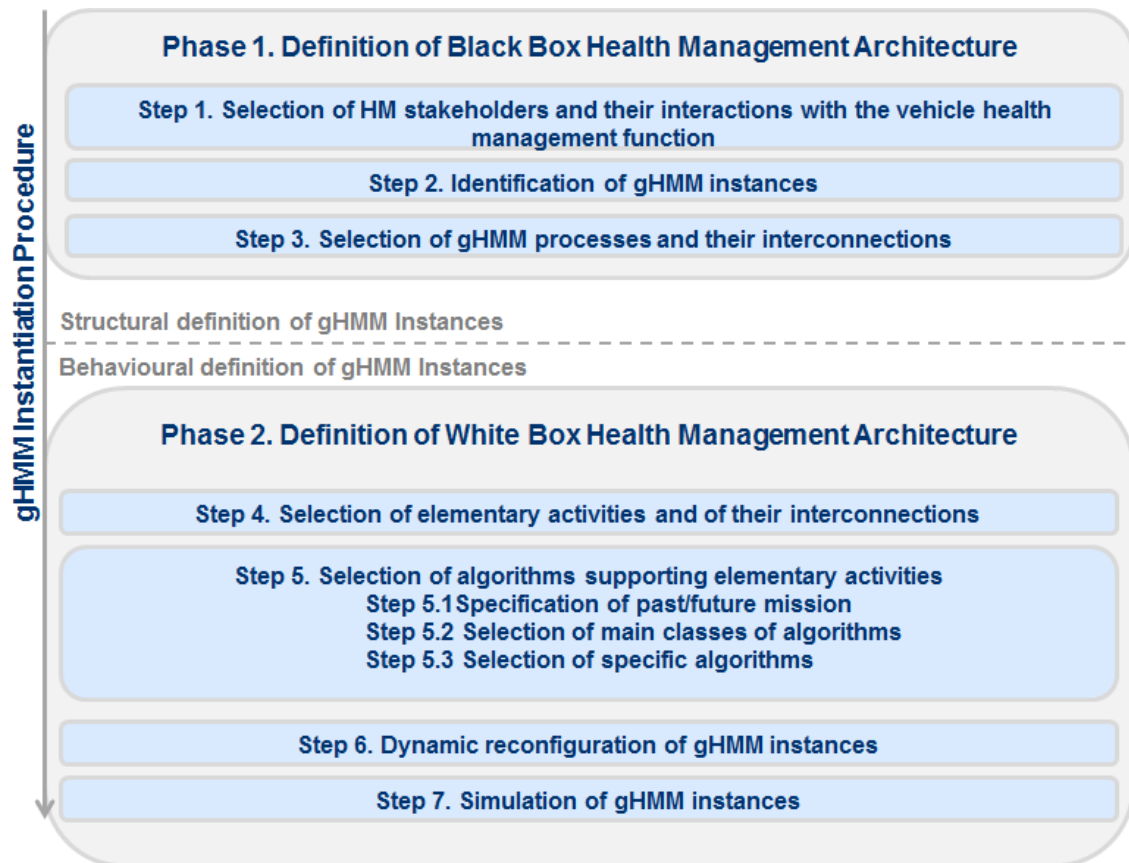 gHMM Instantiation Procedure
Phase 1. Definition of Black Box Health Management Architecture
Step 1. Selection of HM stakeholders and their interactions with the vehicle health
management function
Step 2. Identification of gHMM instances
Step 3. Selection of gHMM processes and their interconnections
Structural definition of gHMM Instances
Behavioural definition of gHMM Instances
Phase 2. Definition of White Box Health Management Architecture
Step 4. Selection of elementary activities and of their interconnections
Step 5. Selection of algorithms supporting elementary activities
Step 5.1 Specification of past/future mission
Step 5.2 Selection of main classes of algorithms
Step 5.3 Selection of specific algorithms
Step 6. Dynamic reconfiguration of gHMM instances
Step 7. Simulation of gHMM instances